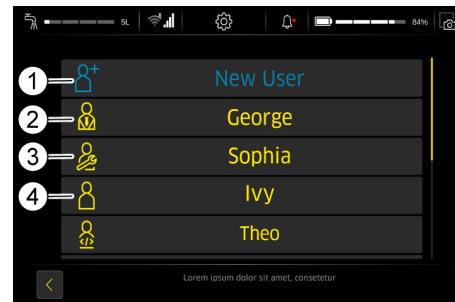 5L 84%
1 New User
2 George
3 Sophia
4 Ivy
</> Theo
Lorem ipsum dolor sit amet, consetetur